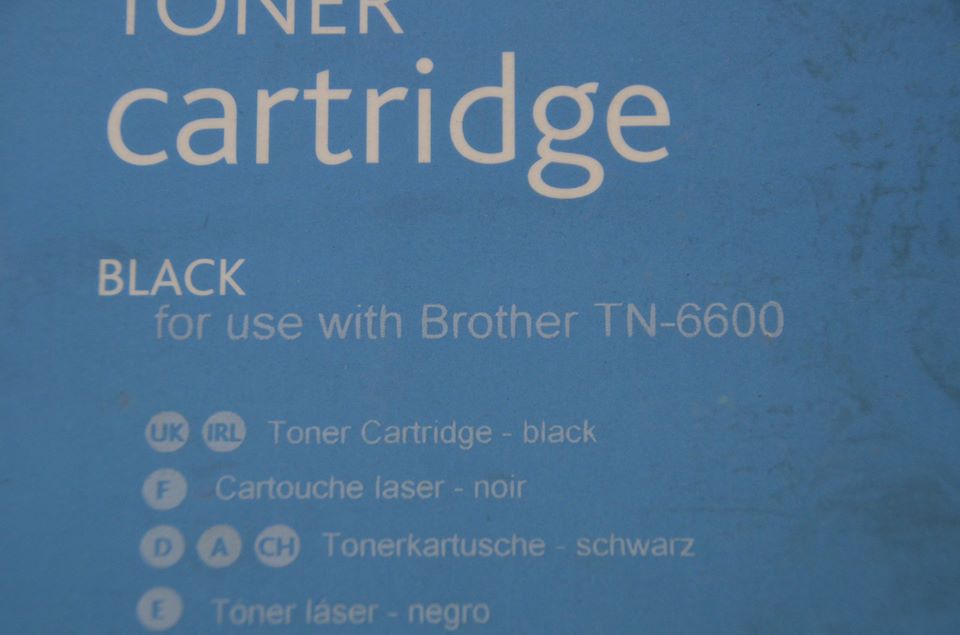 TONER
cartridge
BLACK
for use with Brother TN-6600
UK IRL Toner Cartridge - black
F Cartouche laser - noir
D A CH Tonerkartusche - schwarz
E Tóner láser - negro